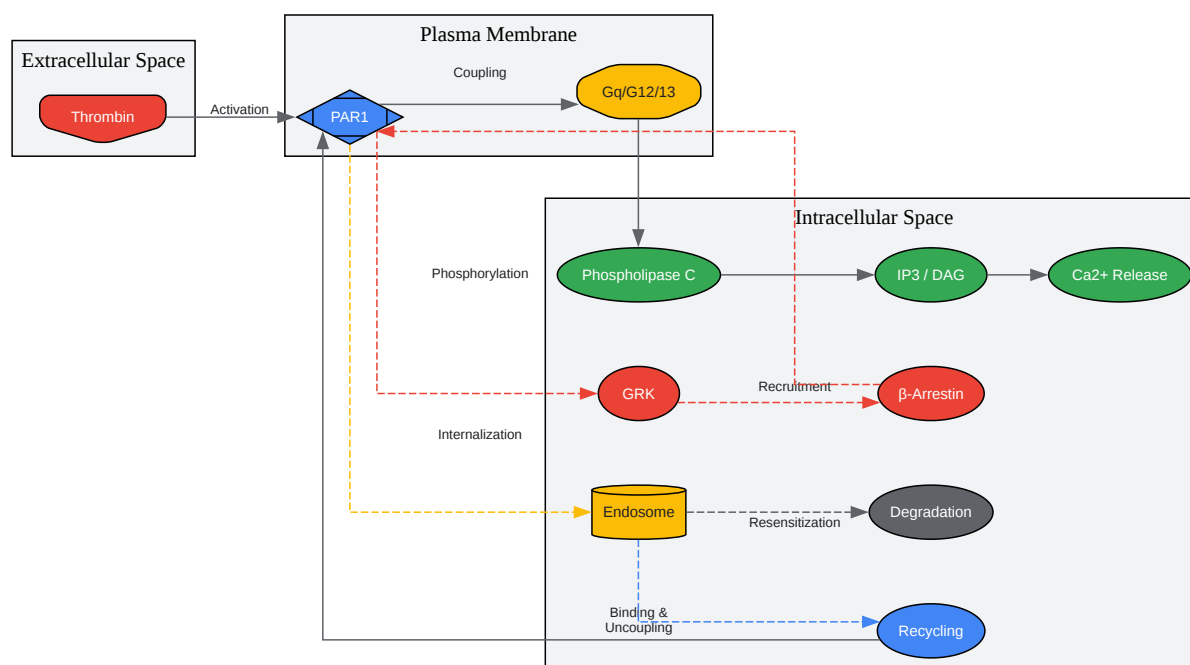 Plasma Membrane
Extracellular Space
Coupling
Gq/G12/13
Thrombin
Activation
PAR1
Intracellular Space
Phosphorylation
Phospholipase C
IP3 / DAG
Ca2+ Release
Recruitment
GRK
β-Arrestin
Internalization
Endosome
Resensitization
Degradation
Binding &
Uncoupling
Recycling